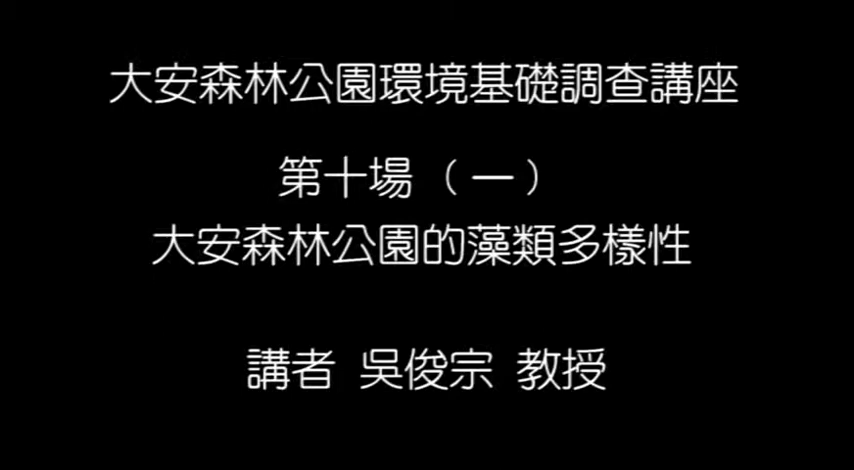 大安森林公園環境基礎調查講座
第十場（一）
大安森林公園的藻類多樣性
講者 吳俊宗 教授